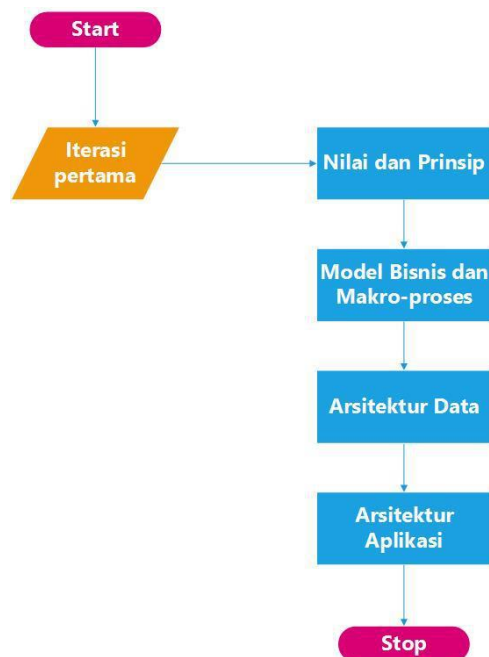 Start
Iterasi
pertama
Nilai dan Prinsip
Model Bisnis dan
Makro-proses
Arsitektur Data
Arsitektur
Aplikasi
Stop